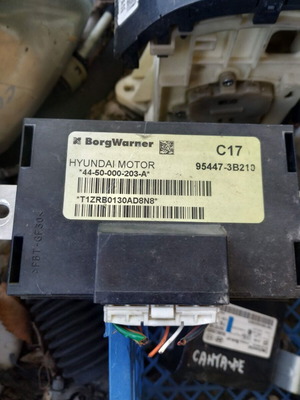 BorgWarner
C17
HYUNDAI MOTOR
95447-3B210
*44-50-000-203-A*
*T1ZRB0130AD8N8*
CANTA-FE